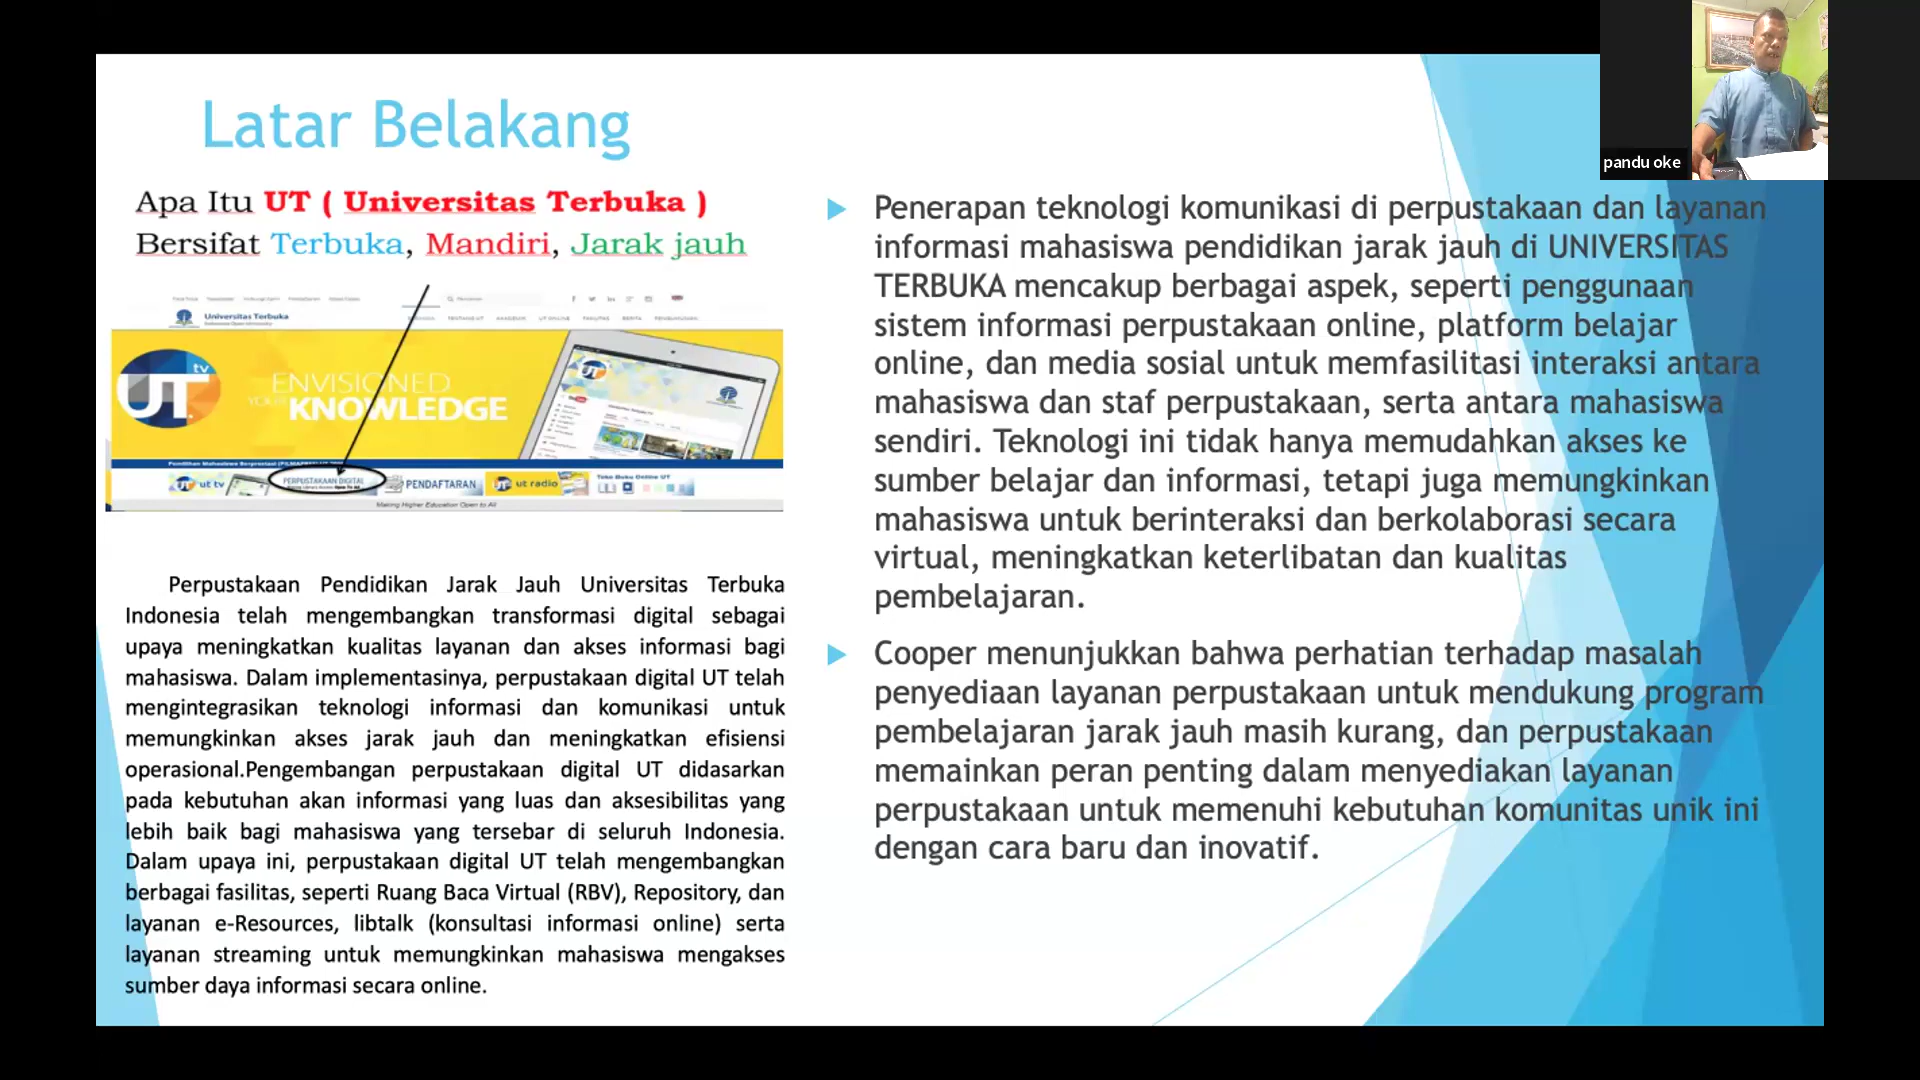 Latar Belakang
Apa Itu UT ( Universitas Terbuka )
Bersifat Terbuka, Mandiri, Jarak jauh
Universitas Terbuka
tv
UT
ENVISIONED
YOUR KNOWLEDGE
UT
UT tv
PERPUSTAKAAN DIGITAL
PENDAFTARAN
UT ut radio
Toko Buku Online UT
Making Higher Education Open to All
Perpustakaan Pendidikan Jarak Jauh Universitas Terbuka
Indonesia telah mengembangkan transformasi digital sebagai
upaya meningkatkan kualitas layanan dan akses informasi bagi
mahasiswa. Dalam implementasinya, perpustakaan digital UT telah
mengintegrasikan teknologi informasi dan komunikasi untuk
memungkinkan akses jarak jauh dan meningkatkan efisiensi
operasional.Pengembangan perpustakaan digital UT didasarkan
pada kebutuhan akan informasi yang luas dan aksesibilitas yang
lebih baik bagi mahasiswa yang tersebar di seluruh Indonesia.
Dalam upaya ini, perpustakaan digital UT telah mengembangkan
berbagai fasilitas, seperti Ruang Baca Virtual (RBV), Repository, dan
layanan e-Resources, libtalk (konsultasi informasi online) serta
layanan streaming untuk memungkinkan mahasiswa mengakses
sumber daya informasi secara online.
Penerapan teknologi komunikasi di perpustakaan dan layanan
informasi mahasiswa pendidikan jarak jauh di UNIVERSITAS
TERBUKA mencakup berbagai aspek, seperti penggunaan
sistem informasi perpustakaan online, platform belajar
online, dan media sosial untuk memfasilitasi interaksi antara
mahasiswa dan staf perpustakaan, serta antara mahasiswa
sendiri. Teknologi ini tidak hanya memudahkan akses ke
sumber belajar dan informasi, tetapi juga memungkinkan
mahasiswa untuk berinteraksi dan berkolaborasi secara
virtual, meningkatkan keterlibatan dan kualitas
pembelajaran.
Cooper menunjukkan bahwa perhatian terhadap masalah
penyediaan layanan perpustakaan untuk mendukung program
pembelajaran jarak jauh masih kurang, dan perpustakaan
memainkan peran penting dalam menyediakan layanan
perpustakaan untuk memenuhi kebutuhan komunitas unik ini
dengan cara baru dan inovatif.
pandu oke